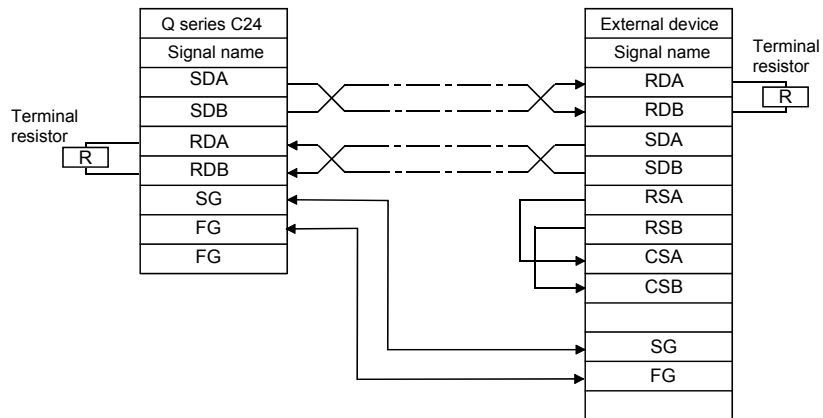 Q series C24
Signal name
SDA
SDB
RDA
RDB
SG
FG
FG
Terminal
resistor
R
External device
Signal name
RDA
RDB
SDA
SDB
RSA
RSB
CSA
CSB
SG
FG
Terminal
resistor
R